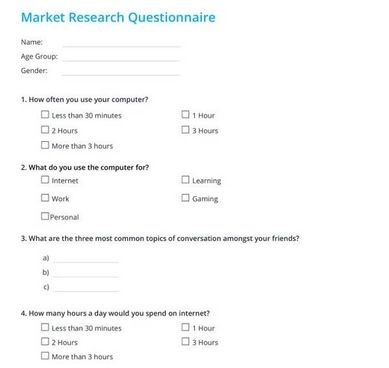 Market Research Questionnaire
Name:
Age Group:
Gender:
1. How often you use your computer?
Less than 30 minutes
1 Hour
2 Hours
3 Hours
More than 3 hours
2. What do you use the computer for?
Internet
Learning
Work
Gaming
Personal
3. What are the three most common topics of conversation amongst your friends?
a)
b)
c)
4. How many hours a day would you spend on internet?
Less than 30 minutes
1 Hour
2 Hours
3 Hours
More than 3 hours